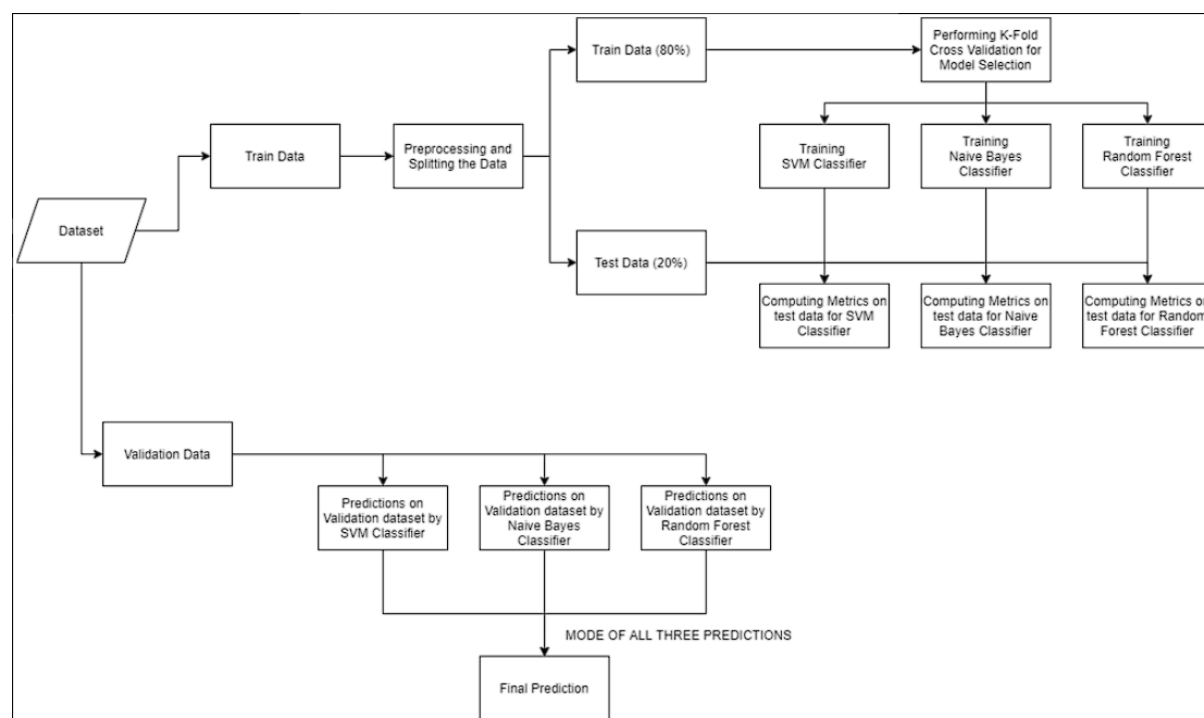 Train Data (80%)
Performing K-Fold
Cross Validation for
Model Selection
Train Data
Preprocessing and
Splitting the Data
Training
SVM Classifier
Training
Naive Bayes
Classifier
Training
Random Forest
Classifier
Dataset
Test Data (20%)
Computing Metrics on
test data for SVM
Classifier
Computing Metrics on
test data for Naive
Bayes Classifier
Computing Metrics on
test data for Random
Forest Classifier
Validation Data
Predictions on
Validation dataset by
SVM Classifier
Predictions on
Validation dataset by
Naive Bayes
Classifier
Predictions on
Validation dataset by
Random Forest
Classifier
MODE OF ALL THREE PREDICTIONS
Final Prediction